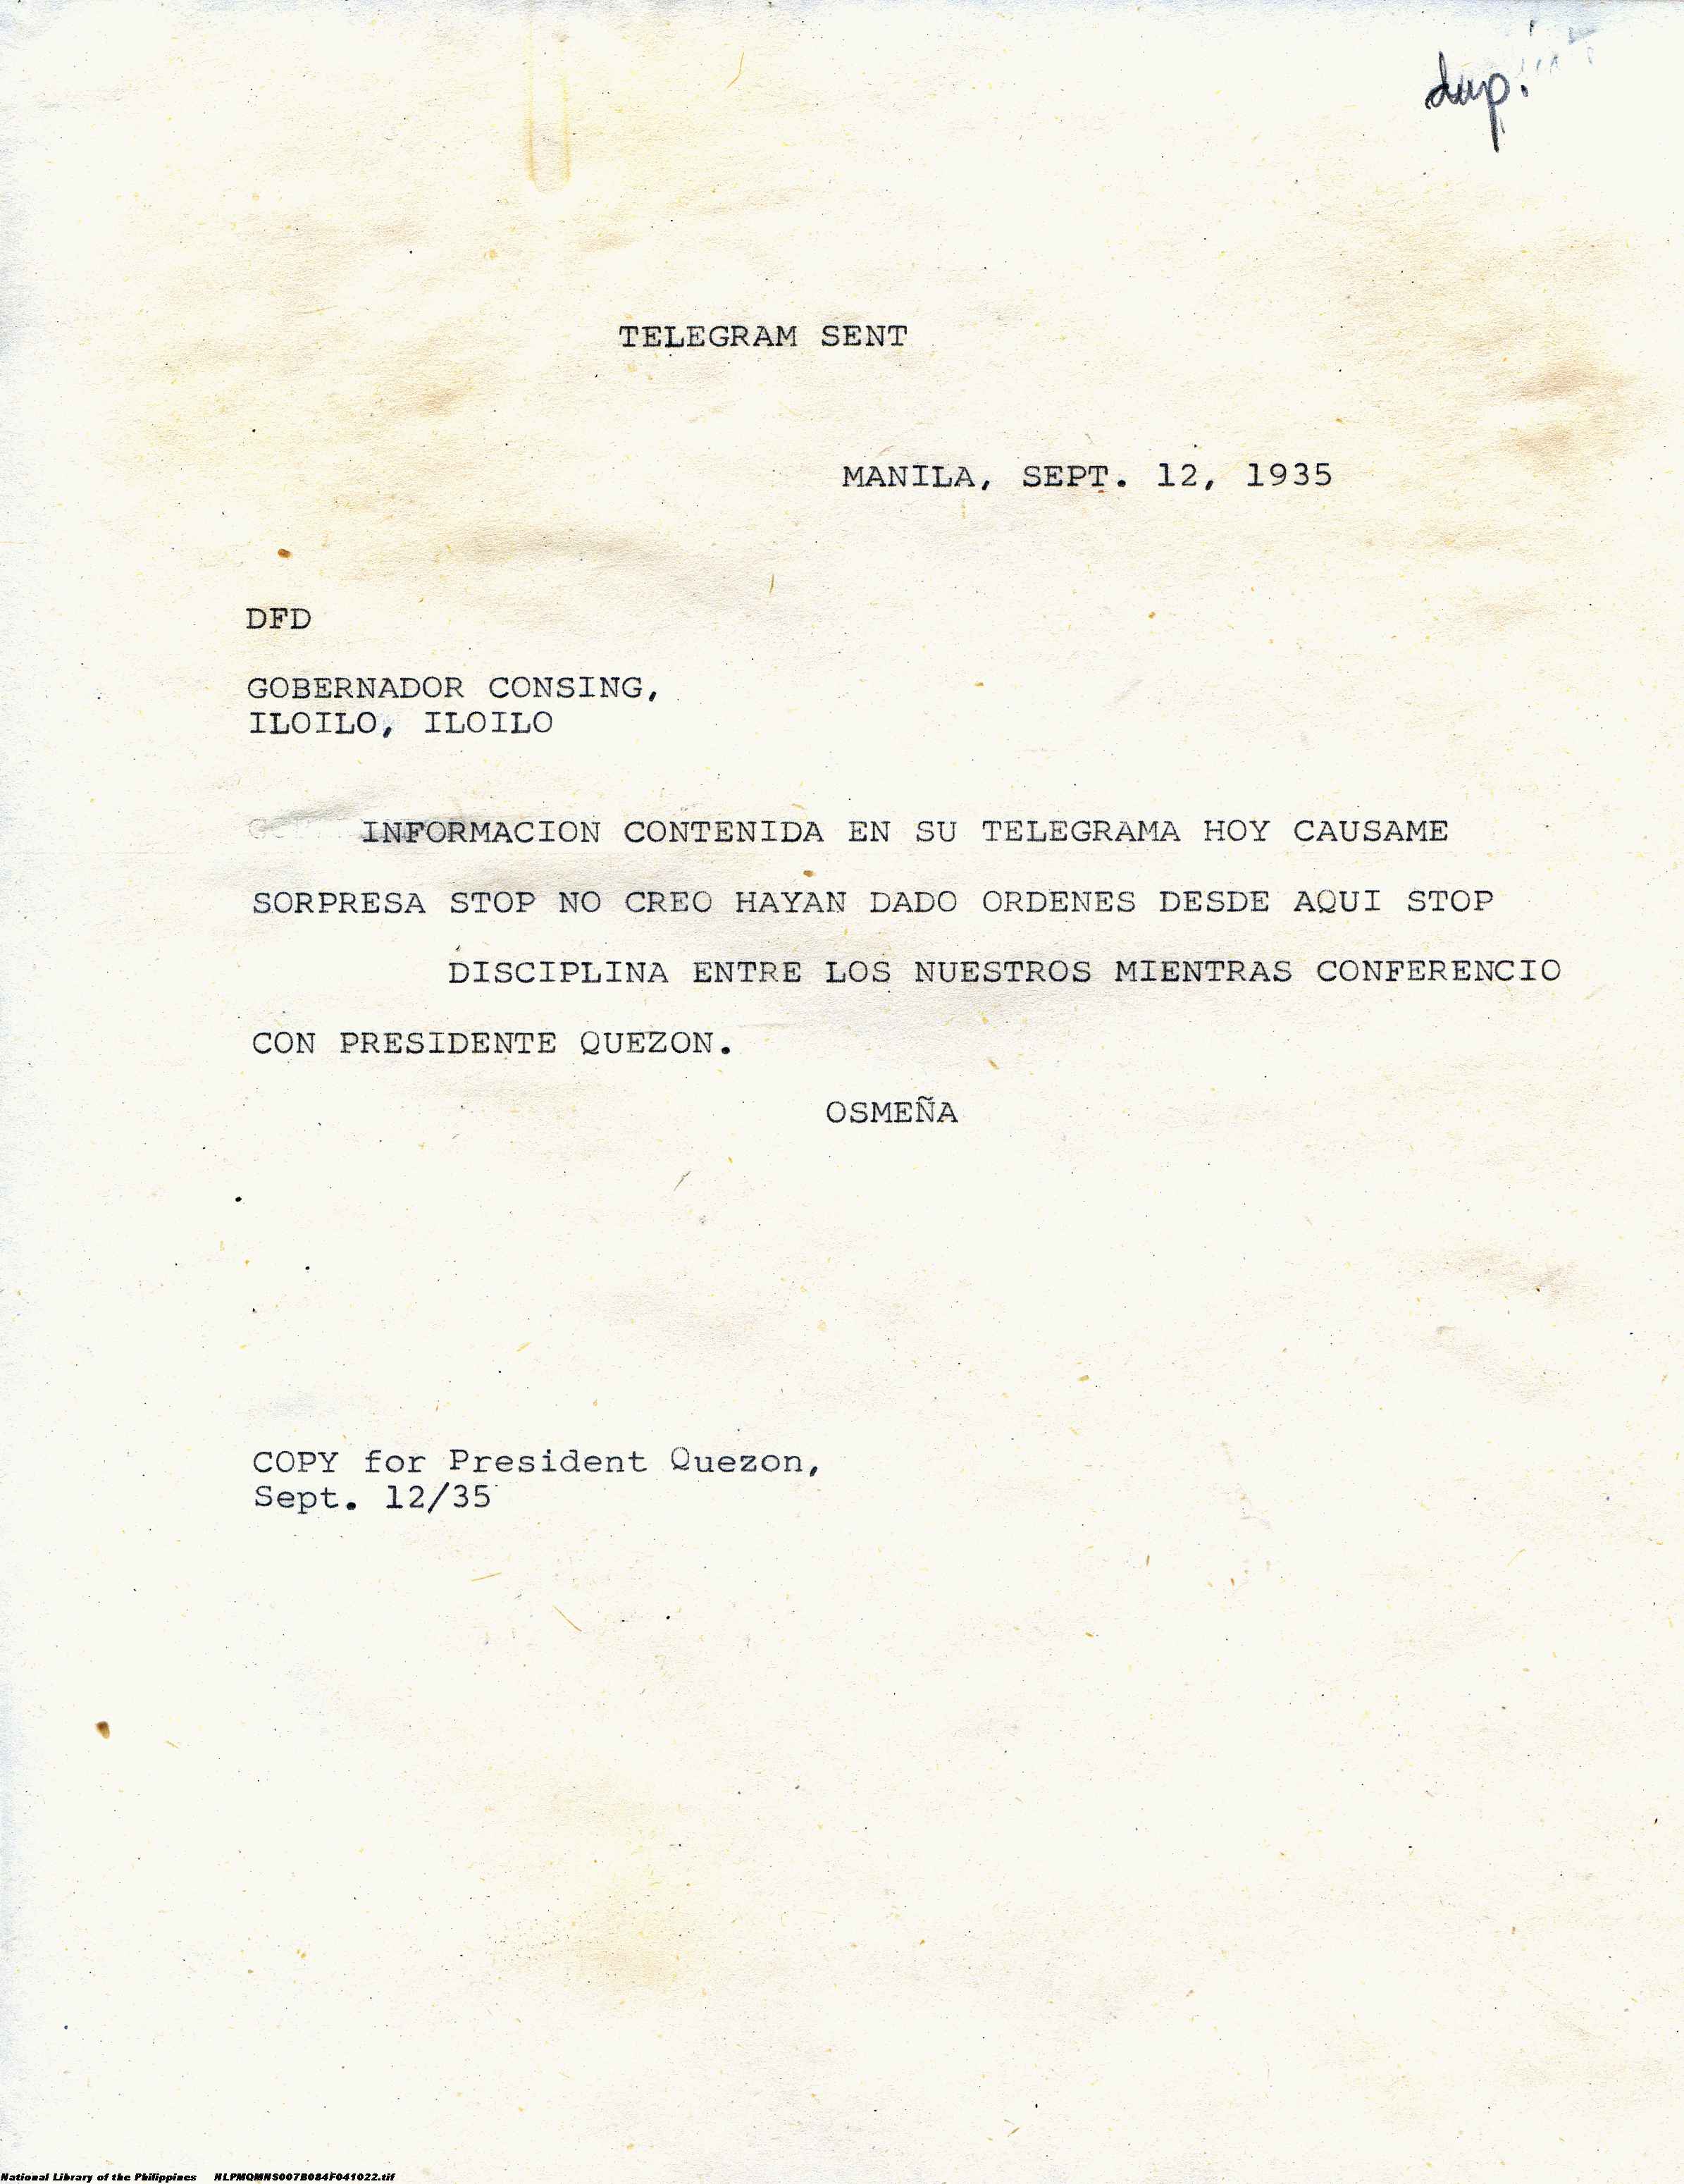 dup.
TELEGRAM SENT
MANILA, SEPT. 12, 1935
DFD
GOBERNADOR CONSING,
ILOILO, ILOILO
INFORMACION CONTENIDA EN SU TELEGRAMA HOY CAUSAME
SORPRESA STOP NO CREO HAYAN DADO ORDENES DESDE AQUI STOP
DISCIPLINA ENTRE LOS NUESTROS MIENTRAS CONFERENCIO
CON PRESIDENTE QUEZON.
OSMEÑA
COPY for President Quezon,
Sept. 12/35
National Library of the Philippines NLPMQMNS007B084F041022.tif